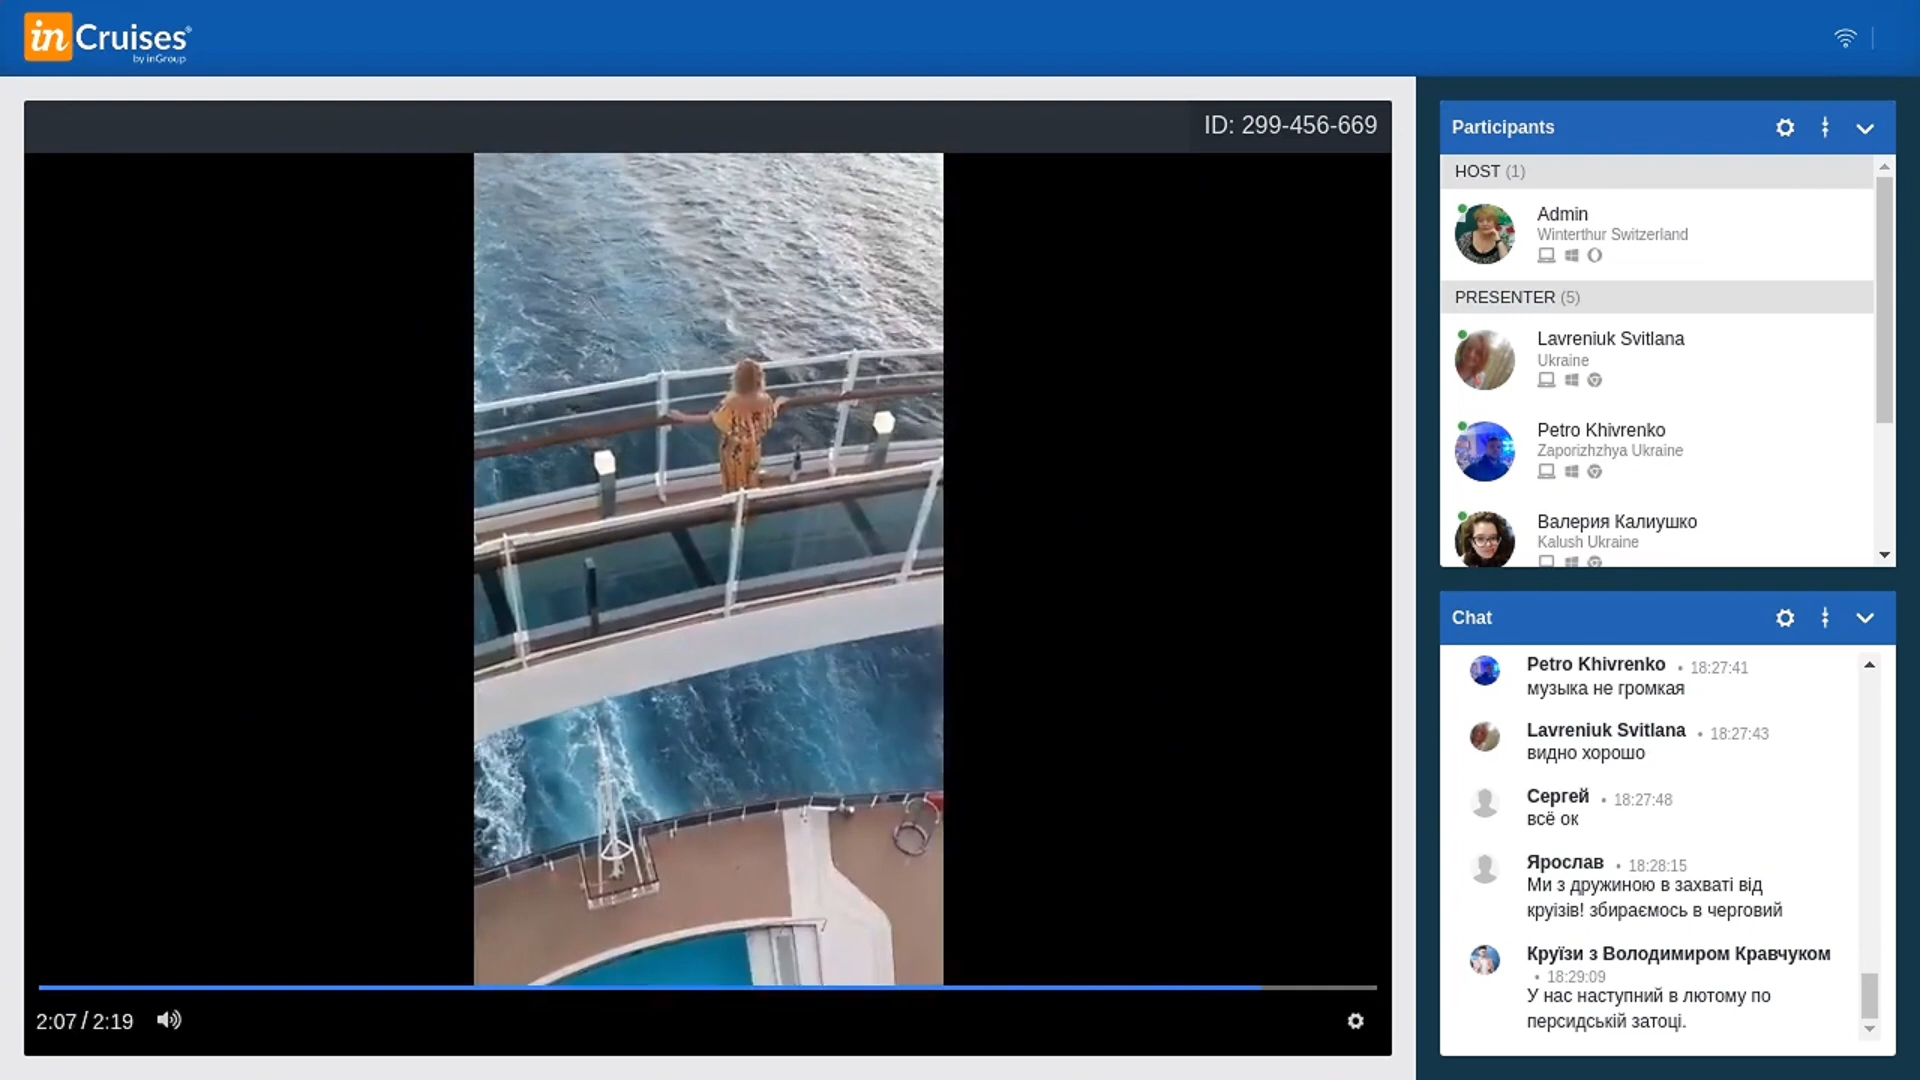 in Cruises®
by inGroup
ID: 299-456-669
2:07 / 2:19
Participants
HOST (1)
Admin
Winterthur Switzerland
PRESENTER (5)
Lavreniuk Svitlana
Ukraine
Petro Khivrenko
Zaporizhzhya Ukraine
Валерия Калиушко
Kalush Ukraine
Chat
Petro Khivrenko • 18:27:41
музыка не громкая
Lavreniuk Svitlana • 18:27:43
видно хорошо
Сергей • 18:27:48
всё ок
Ярослав • 18:28:15
Ми з дружиною в захваті від
круїзів! збираємось в черговий
Круїзи з Володимиром Кравчуком
• 18:29:09
У нас наступний в лютому по
персидській затоці.